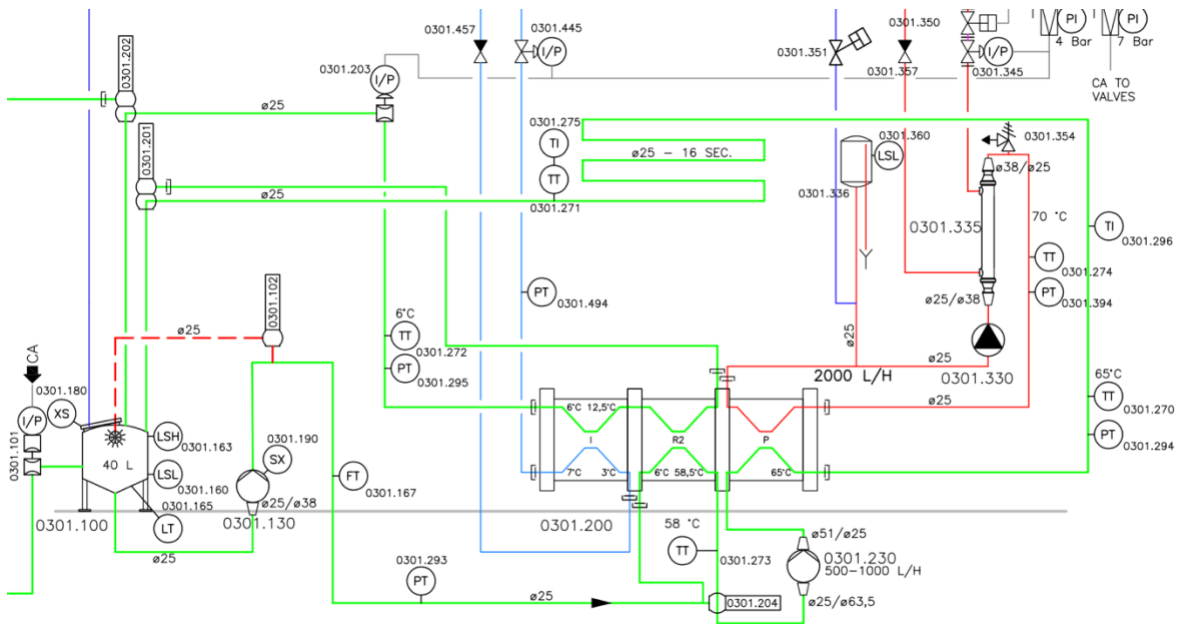 0301.202
0301.457
0301.445
I/P
0301.203
I/P
0301.351
0301.350
0301.357
I/P
0301.345
PI
4 Bar
PI
7 Bar
CA TO
VALVES
ø25
0301.201
0301.275
TI
ø25 - 16 SEC.
TT
0301.271
ø25
0301.360
LSL
0301.336
0301.354
ø38/ø25
0301.335
70 °C
TT
0301.274
PT
0301.394
TI
0301.296
0301.102
ø25
PT
0301.494
ø25/ø38
6°C
TT
0301.272
PT
0301.295
ø25
2000 L/H
ø25
0301.330
ø25
65°C
TT
0301.270
PT
0301.294
CA
0301.180
XS
I/P
0301.101
40 L
LSH
0301.163
LSL
0301.160
0301.165
LT
0301.100
0301.190
SX
ø25/ø38
0301.130
FT
0301.167
6°C 12,5°C
I
7°C 3°C
R2
6°C 58,5°C
P
65°C
0301.200
ø25
58 °C
TT
0301.273
ø51/ø25
0301.230
500-1000 L/H
ø25/ø63,5
0301.293
PT
ø25
0301.204